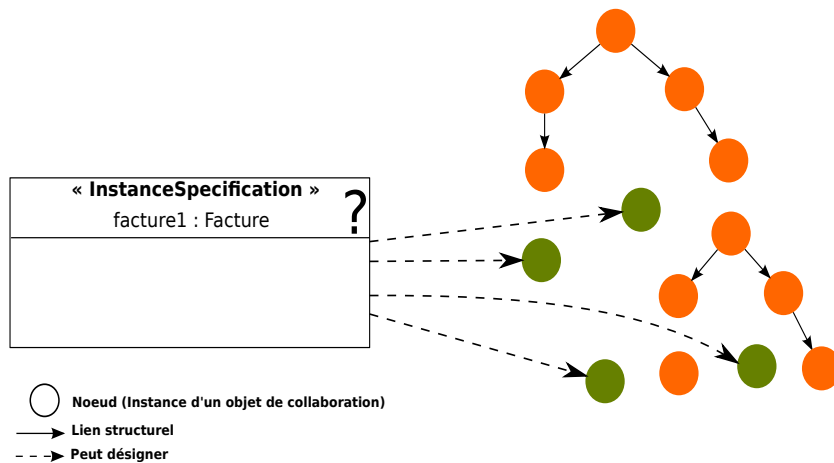 « InstanceSpecification »
facture1 : Facture
?
Noeud (Instance d'un objet de collaboration)
Lien structurel
Peut désigner